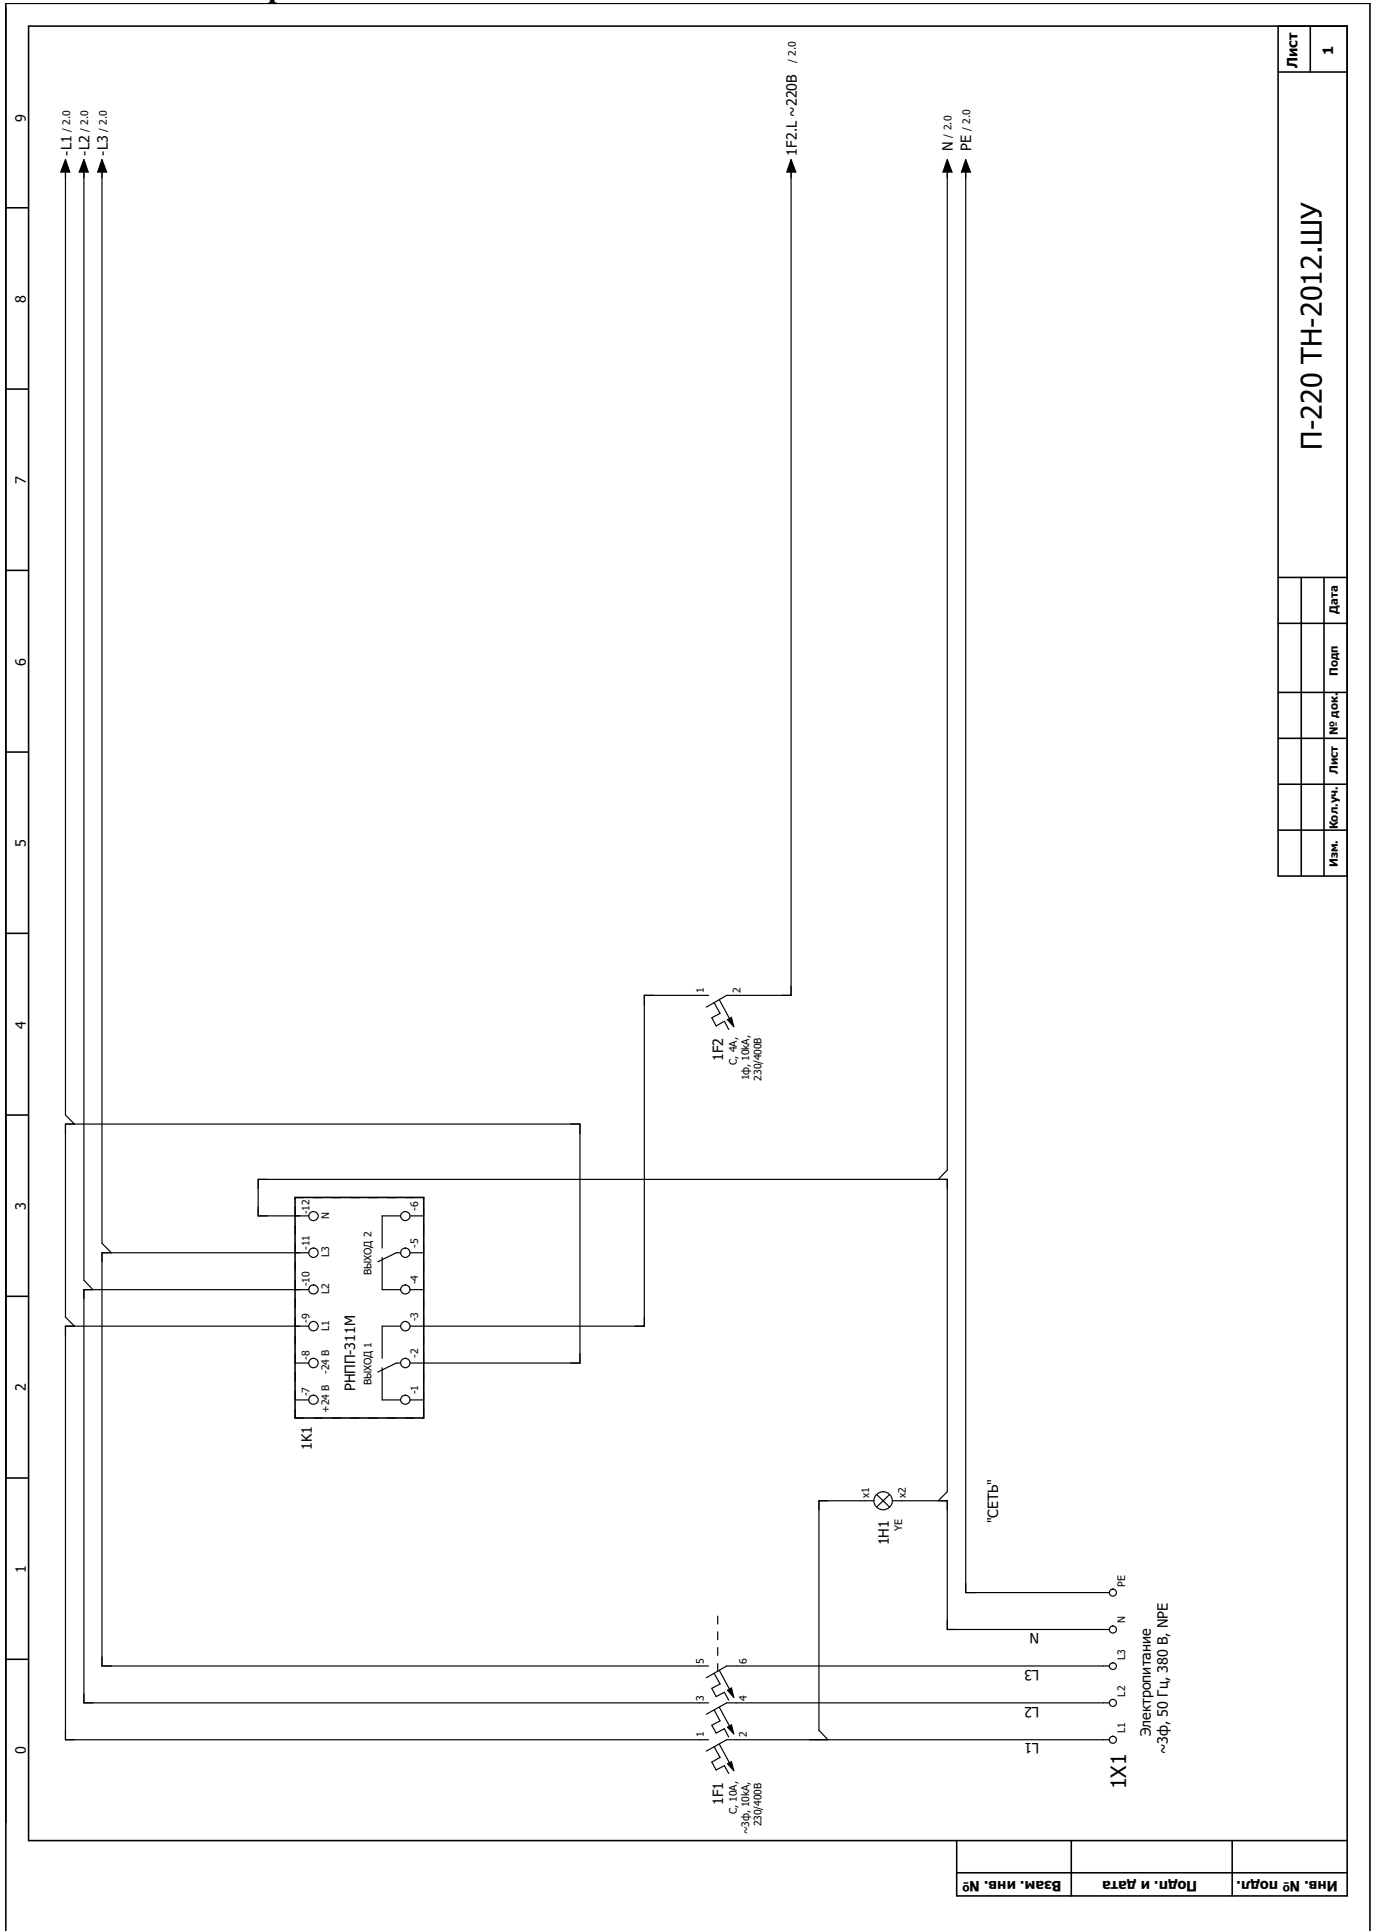 0
1
2
3
4
5
6
7
8
9
-L1 / 2.0
-L2 / 2.0
-L3 / 2.0
1F2.L ~220В / 2.0
N / 2.0
PE / 2.0
1K1
-7
-8
-9
-10
-11
-12
+24 В
-24 В
L1
L2
L3
N
РНПП-311М
ВЫХОД 1
ВЫХОД 2
-1
-2
-3
-4
-5
-6
1F1
C, 10A,
~3ф, 10kA,
230/400В
1
2
3
4
5
6
1F2
C, 4A,
1ф, 10kA,
230/400В
1
2
1H1
YE
x1
x2
"СЕТЬ"
L1
L2
L3
N
1X1
L1
L2
L3
N
PE
Электропитание
~3ф, 50 Гц, 380 В, NPE
Взам. инв. №
Подп. и дата
Инв. № подл.
Изм.
Кол.уч.
Лист
№ док.
Подп
Дата
П-220 ТН-2012.ШУ
Лист
1